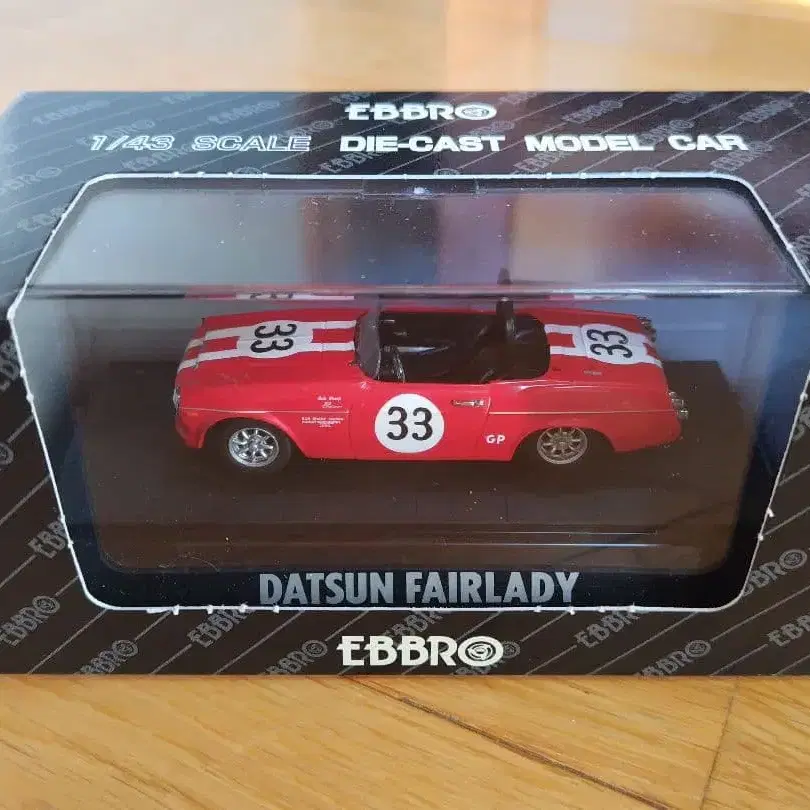 EBBRO
1/43 SCALE DIE-CAST MODEL CAR
33
33
33
GP
DATSUN FAIRLADY
EBBRO